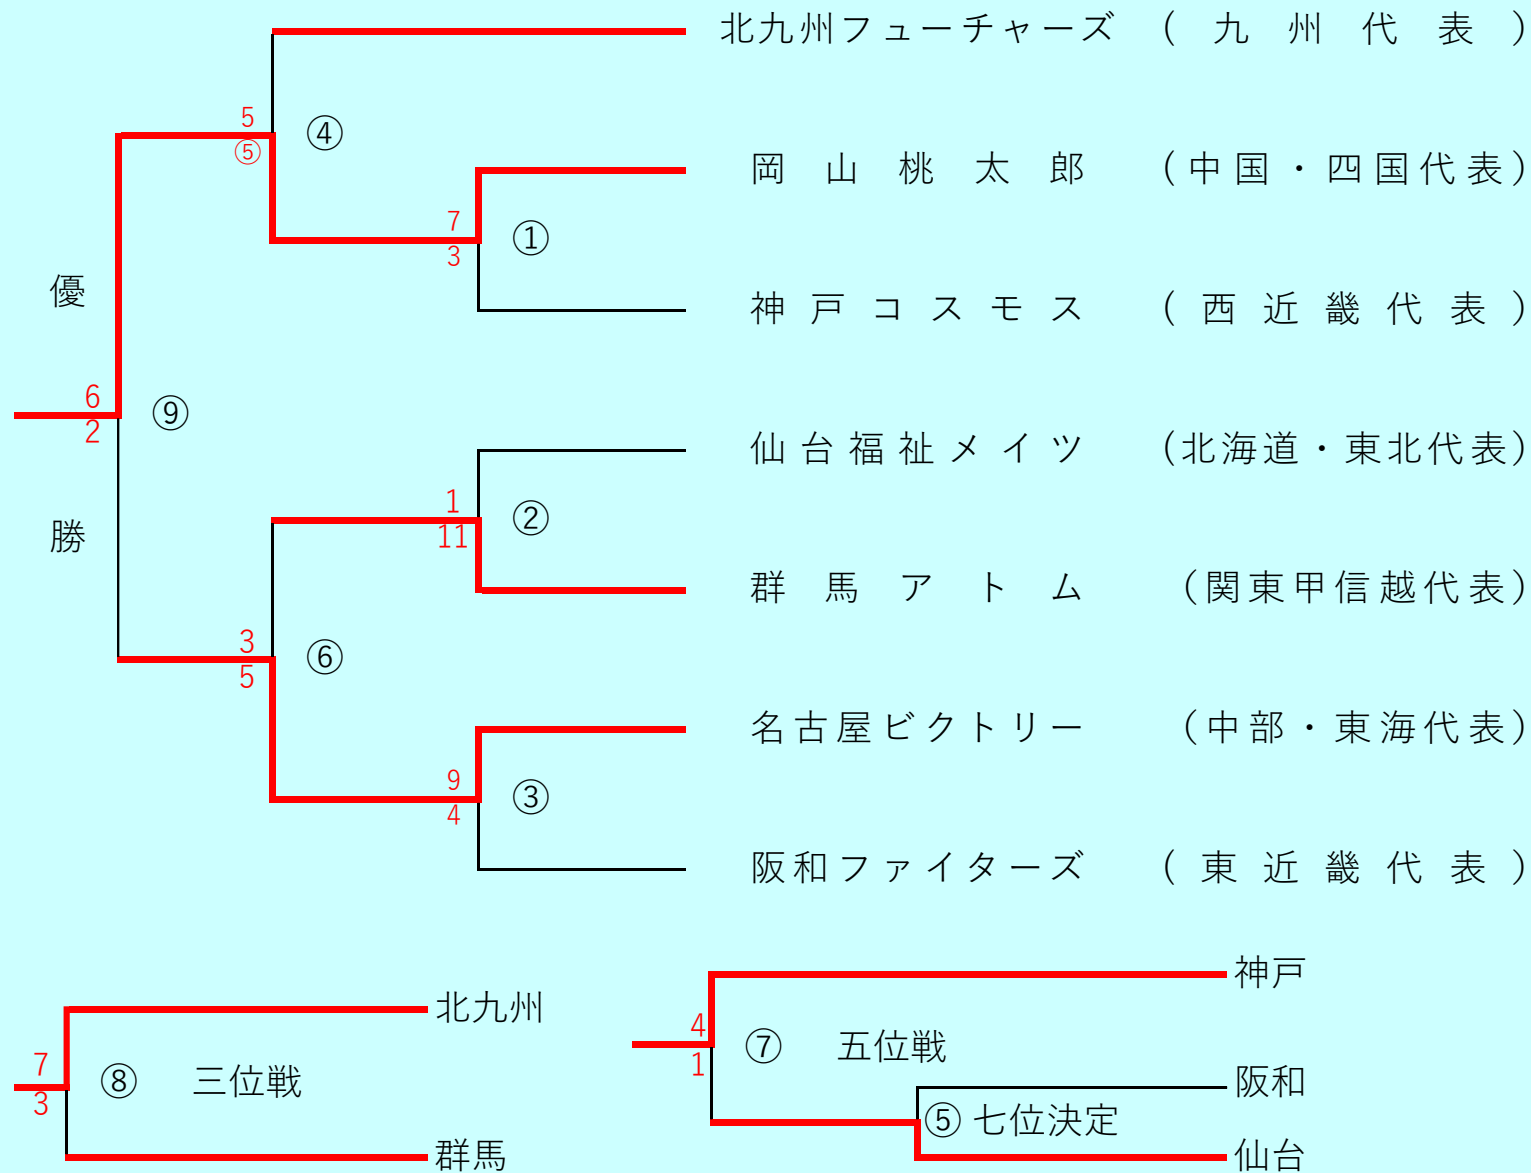 北九州フューチャーズ (九州代表)
5
④
⑤
岡山桃太郎 (中国・四国代表)
7
①
3
優
神戸コスモス (西近畿代表)
6
⑨
2
仙台福祉メイツ (北海道・東北代表)
1
②
11
勝
群馬アトム (関東甲信越代表)
3
⑥
5
名古屋ビクトリー (中部・東海代表)
9
③
4
阪和ファイターズ (東近畿代表)
北九州
7
⑧ 三位戦
3
群馬
神戸
4
⑦ 五位戦
1
阪和
⑤ 七位決定
仙台